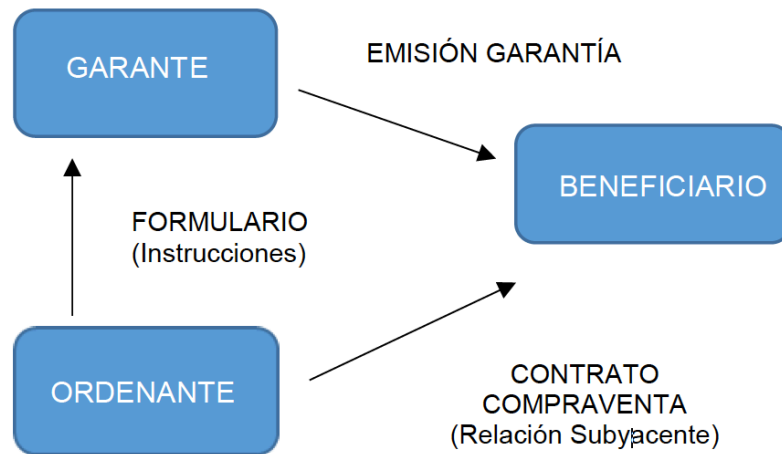 GARANTE
EMISIÓN GARANTÍA
BENEFICIARIO
FORMULARIO
(Instrucciones)
ORDENANTE
CONTRATO
COMPRAVENTA
(Relación Subyacente)